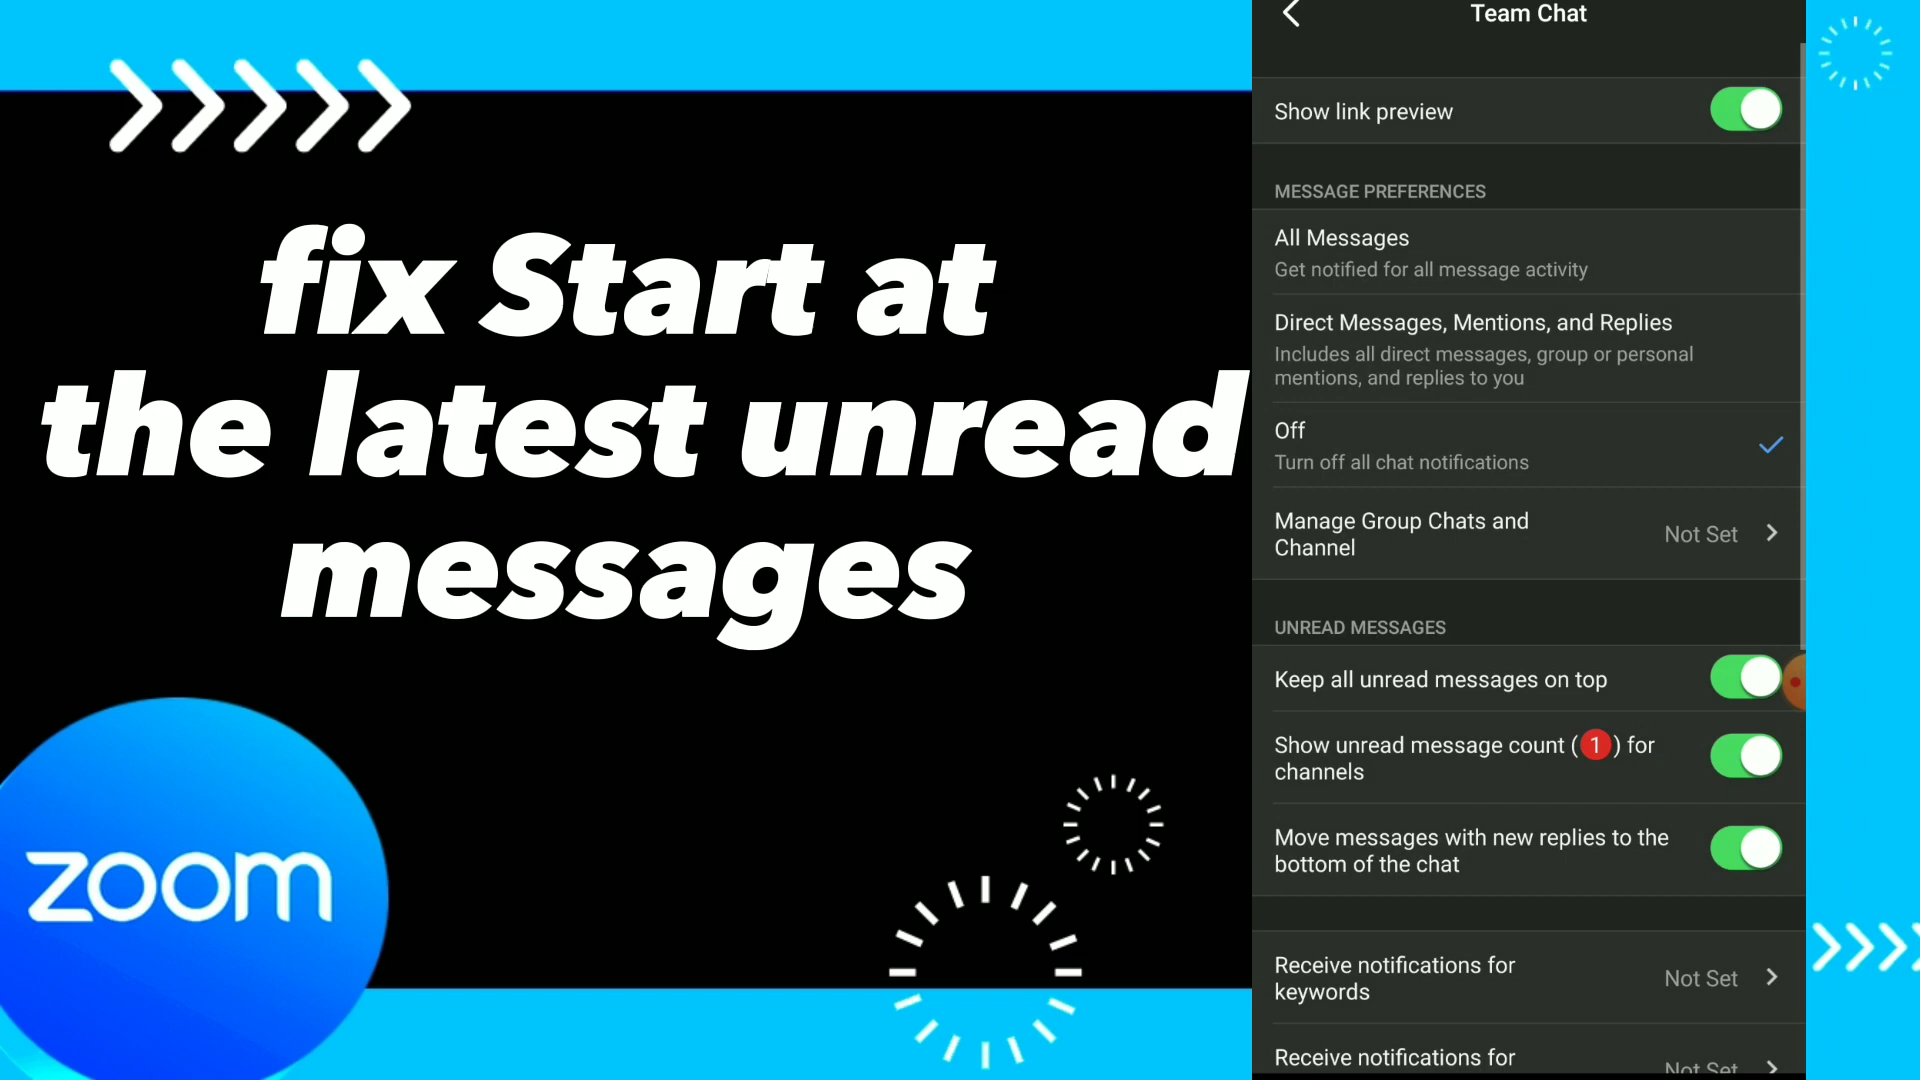 fix Start at
the latest unread
messages
zoom
Team Chat
Show link preview
MESSAGE PREFERENCES
All Messages
Get notified for all message activity
Direct Messages, Mentions, and Replies
Includes all direct messages, group or personal
mentions, and replies to you
Off
Turn off all chat notifications
Manage Group Chats and
Channel
Not Set
UNREAD MESSAGES
Keep all unread messages on top
Show unread message count (1) for
channels
Move messages with new replies to the
bottom of the chat
Receive notifications for
keywords
Not Set
Receive notifications for
Not Set